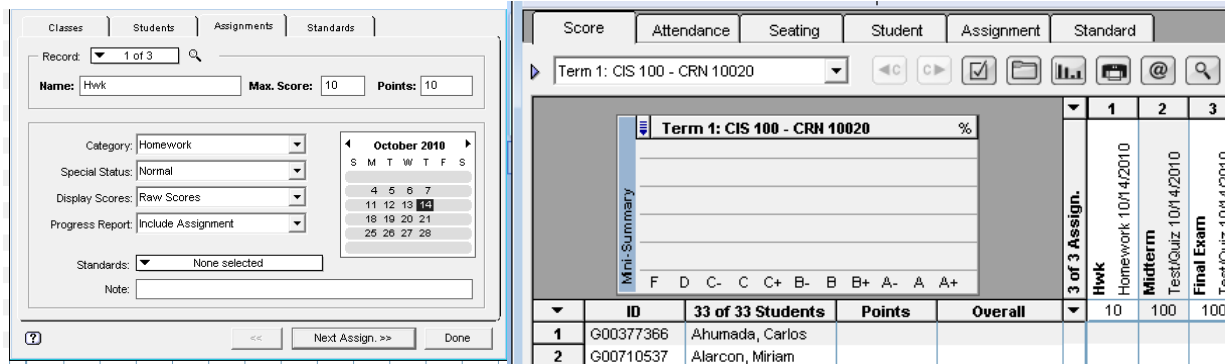 Classes Students Assignments Standards
Record: 1 of 3
Name: Hwk Max. Score: 10 Points: 10
Category: Homework
Special Status: Normal
Display Scores: Raw Scores
Progress Report: Include Assignment
October 2010
S M T W T F S
4 5 6 7
11 12 13 14
18 19 20 21
25 26 27 28
Standards: None selected
Note:
? << Next Assign. >> Done
Score Attendance Seating Student Assignment Standard
Term 1: CIS 100 - CRN 10020 C C @
Term 1: CIS 100 - CRN 10020 %
Mini-Summary
F D C- C C+ B- B B+ A- A A+
3 of 3 Assign.
1 2 3
Hwk
Homework 10/14/2010
Midterm
Test/Quiz 10/14/2010
Final Exam
Test/Quiz 10/14/2010
ID 33 of 33 Students Points Overall 10 100 100
1 G00377366 Ahumada, Carlos
2 G00710537 Alarcon, Miriam